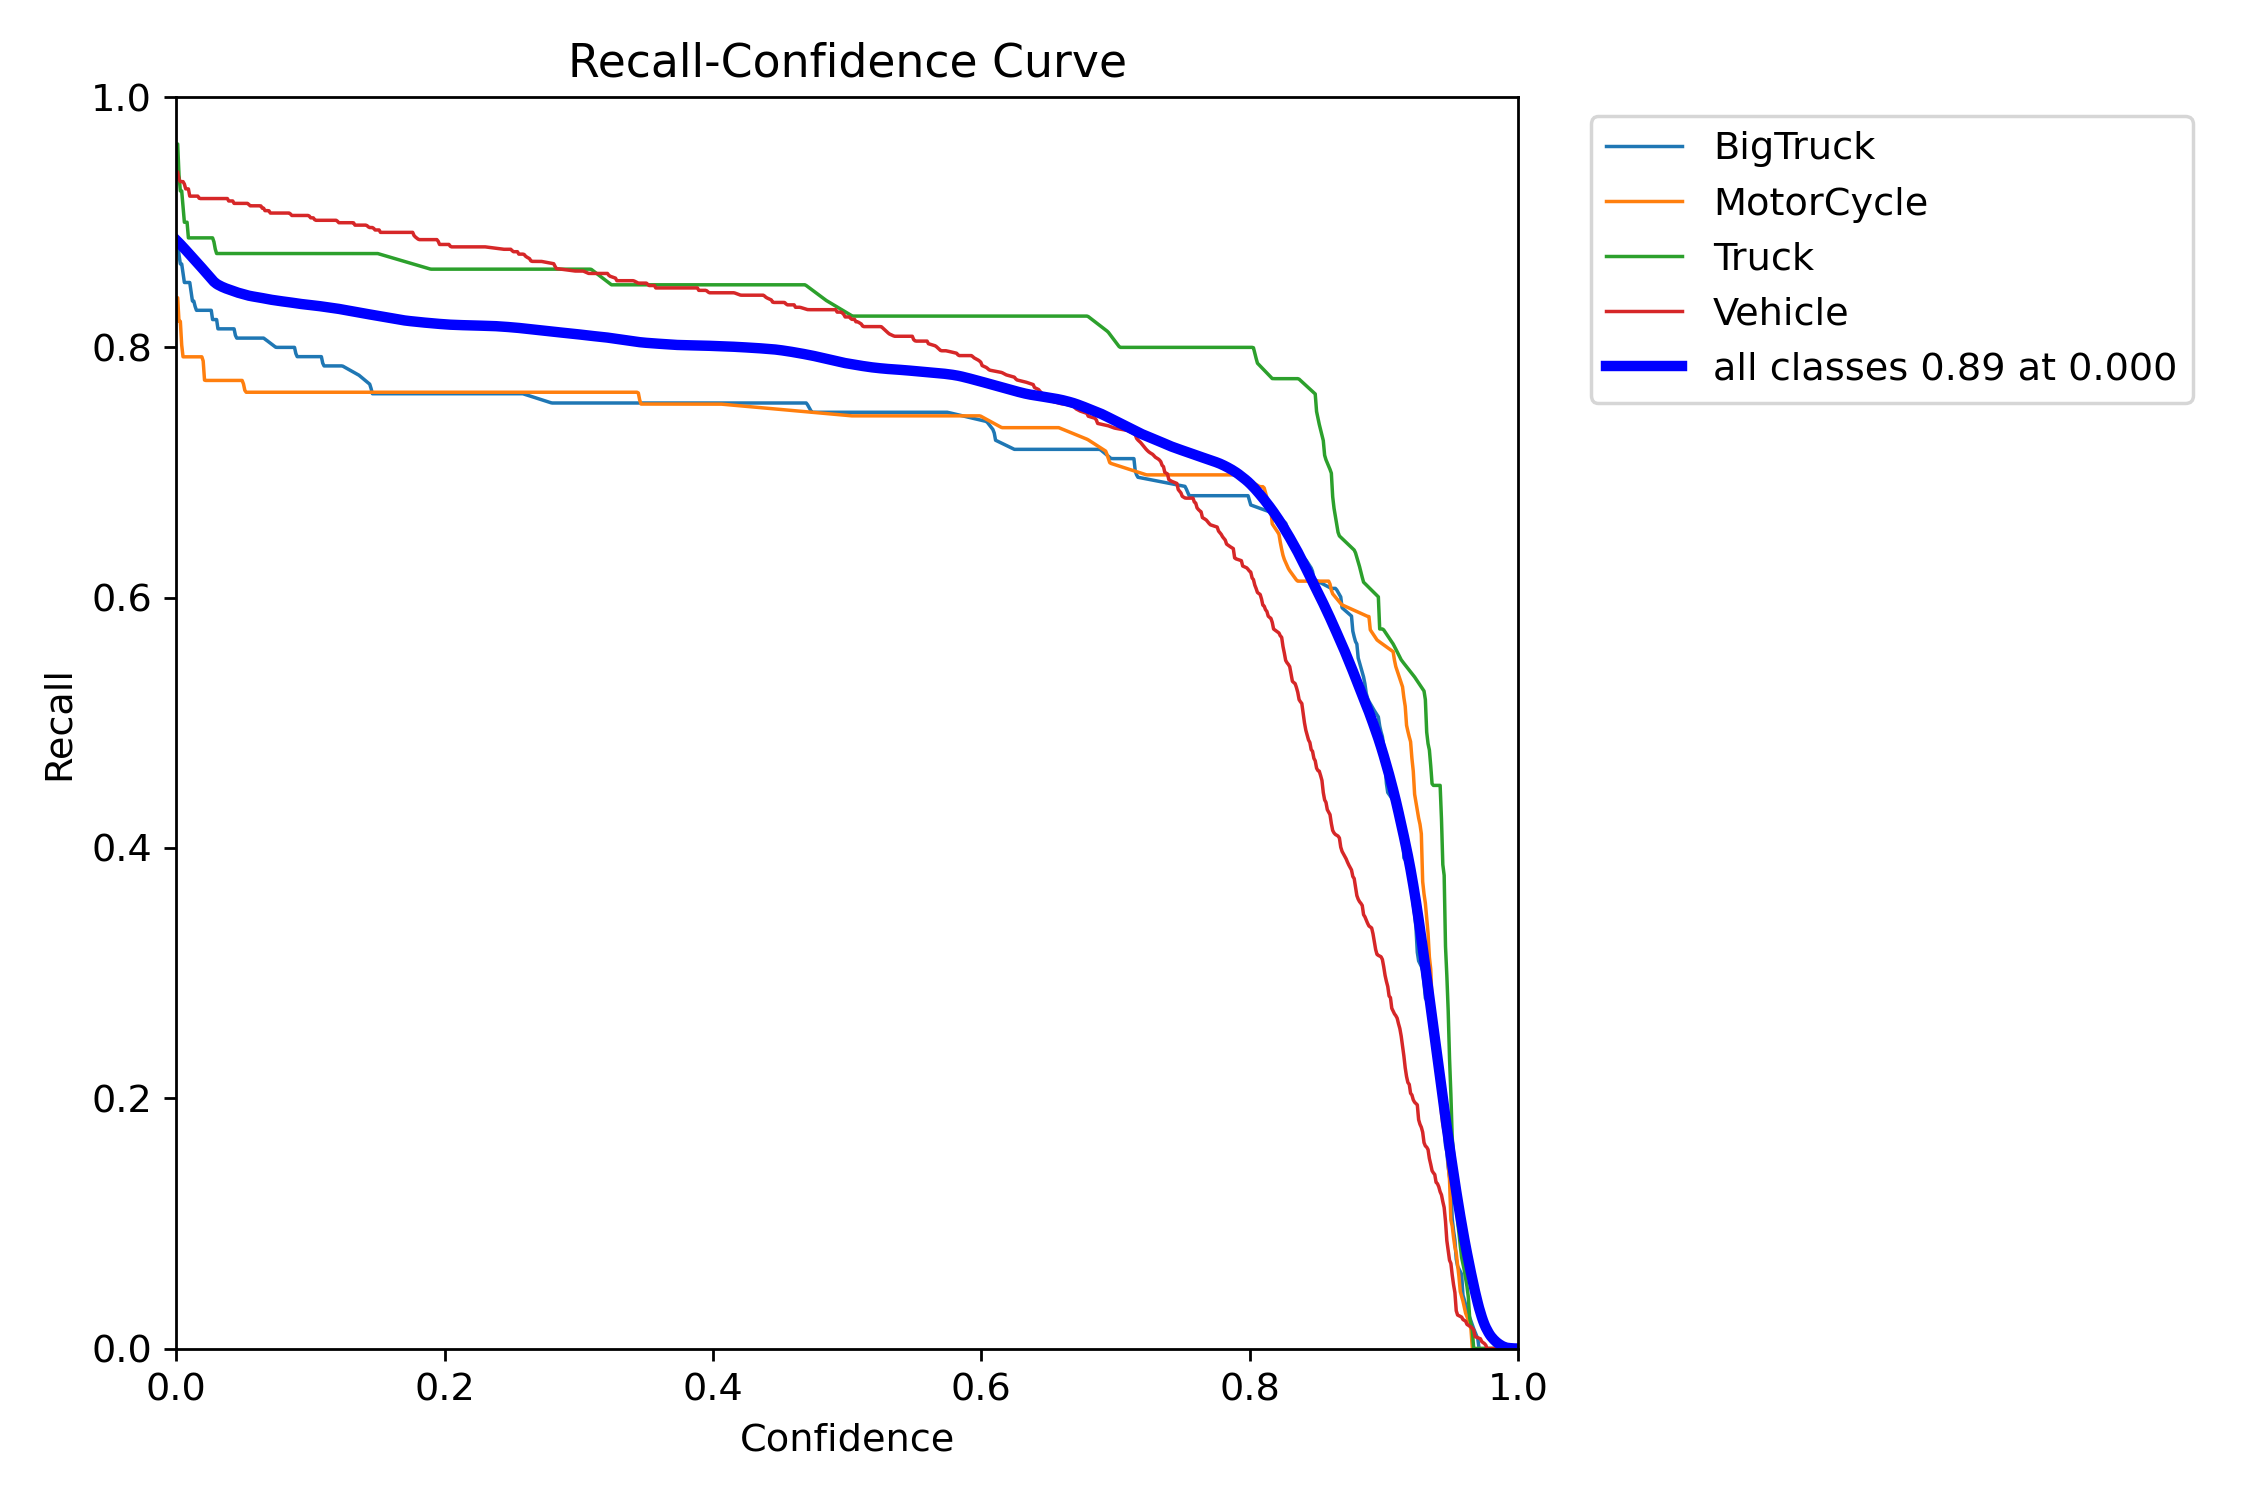 Recall-Confidence Curve
1.0
0.8
0.6
0.4
0.2
0.0
Recall
0.0 0.2 0.4 0.6 0.8 1.0
Confidence
BigTruck
MotorCycle
Truck
Vehicle
all classes 0.89 at 0.000